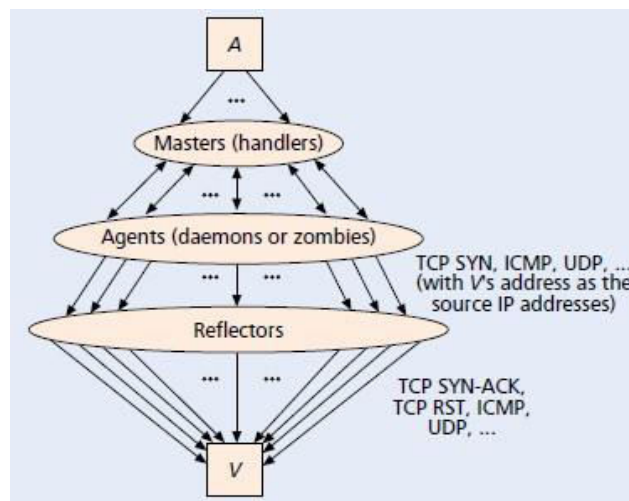 A
...
Masters (handlers)
... ...
Agents (daemons or zombies)
... ...
TCP SYN, ICMP, UDP, ...
(with V's address as the
source IP addresses)
Reflectors
... ...
TCP SYN-ACK,
TCP RST, ICMP,
UDP, ...
V